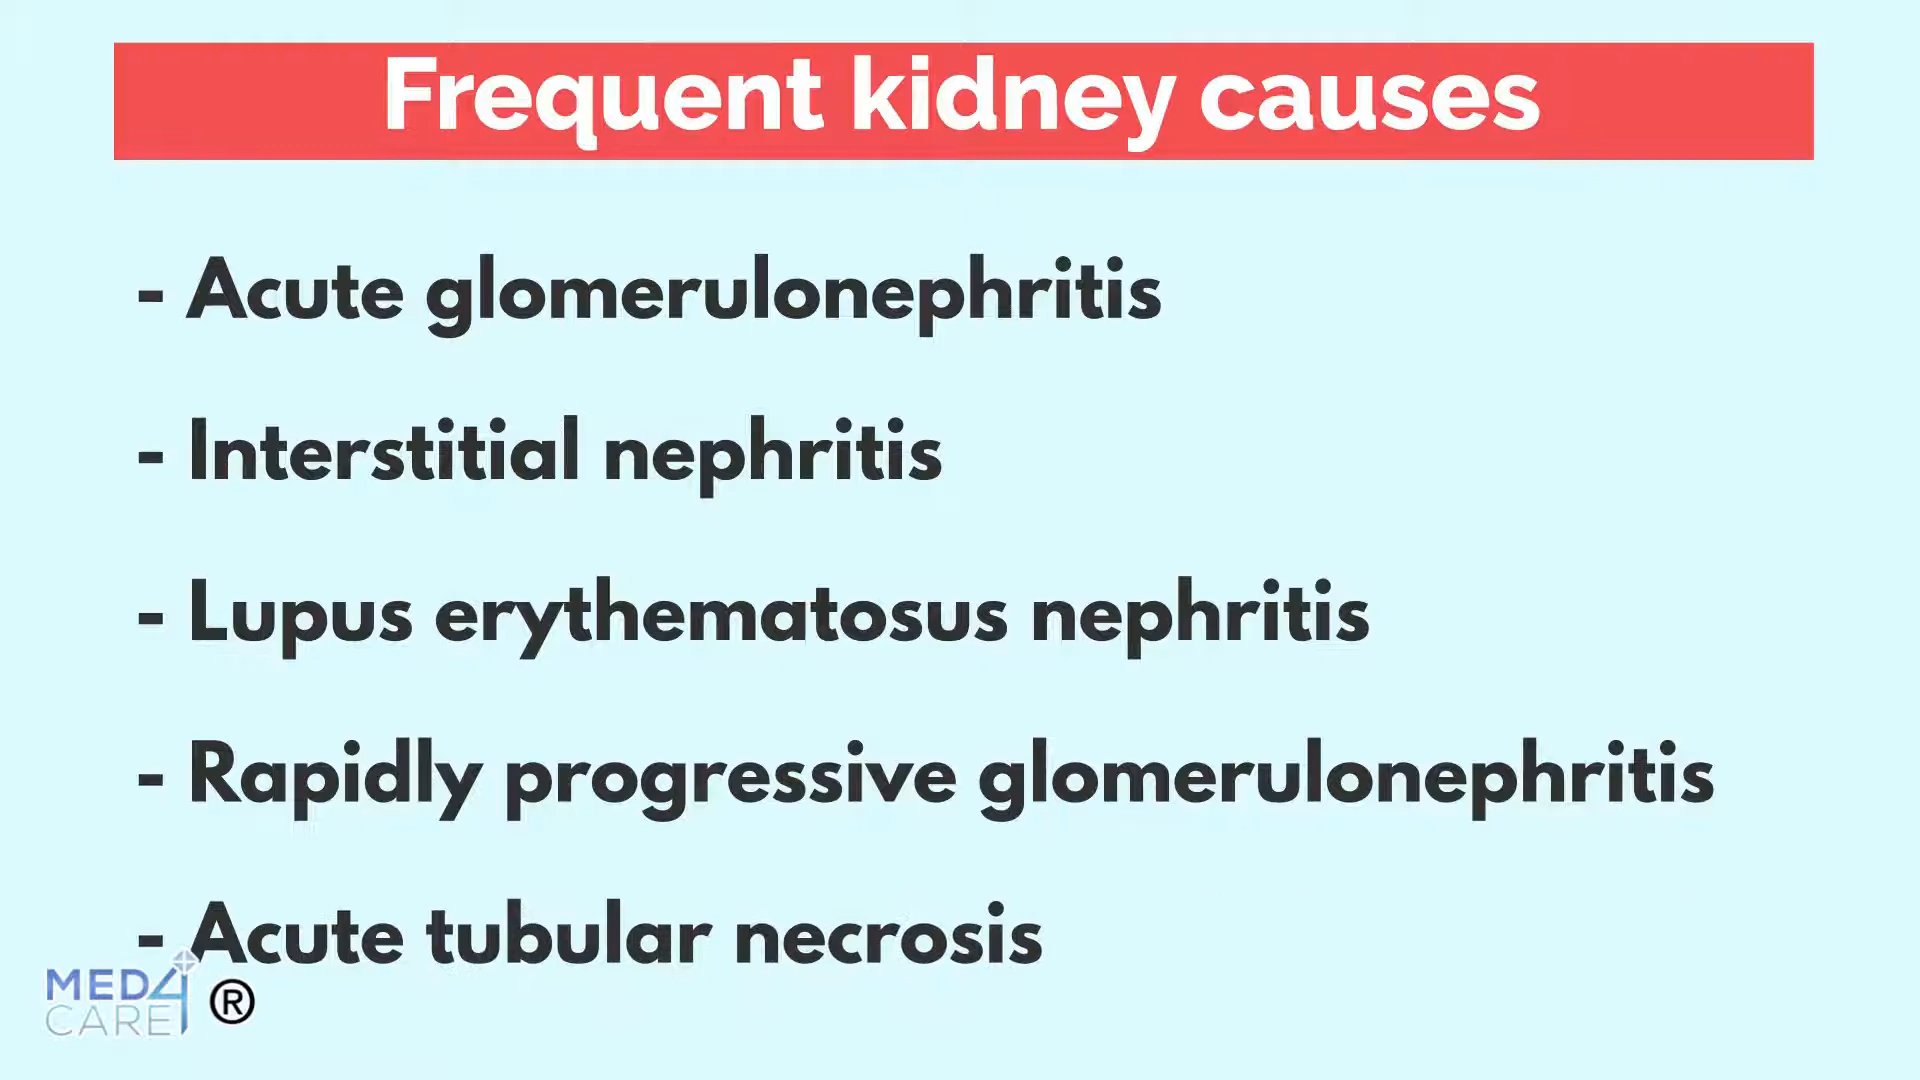 Frequent kidney causes
- Acute glomerulonephritis
- Interstitial nephritis
- Lupus erythematosus nephritis
- Rapidly progressive glomerulonephritis
- Acute tubular necrosis
MED4
CARE ®